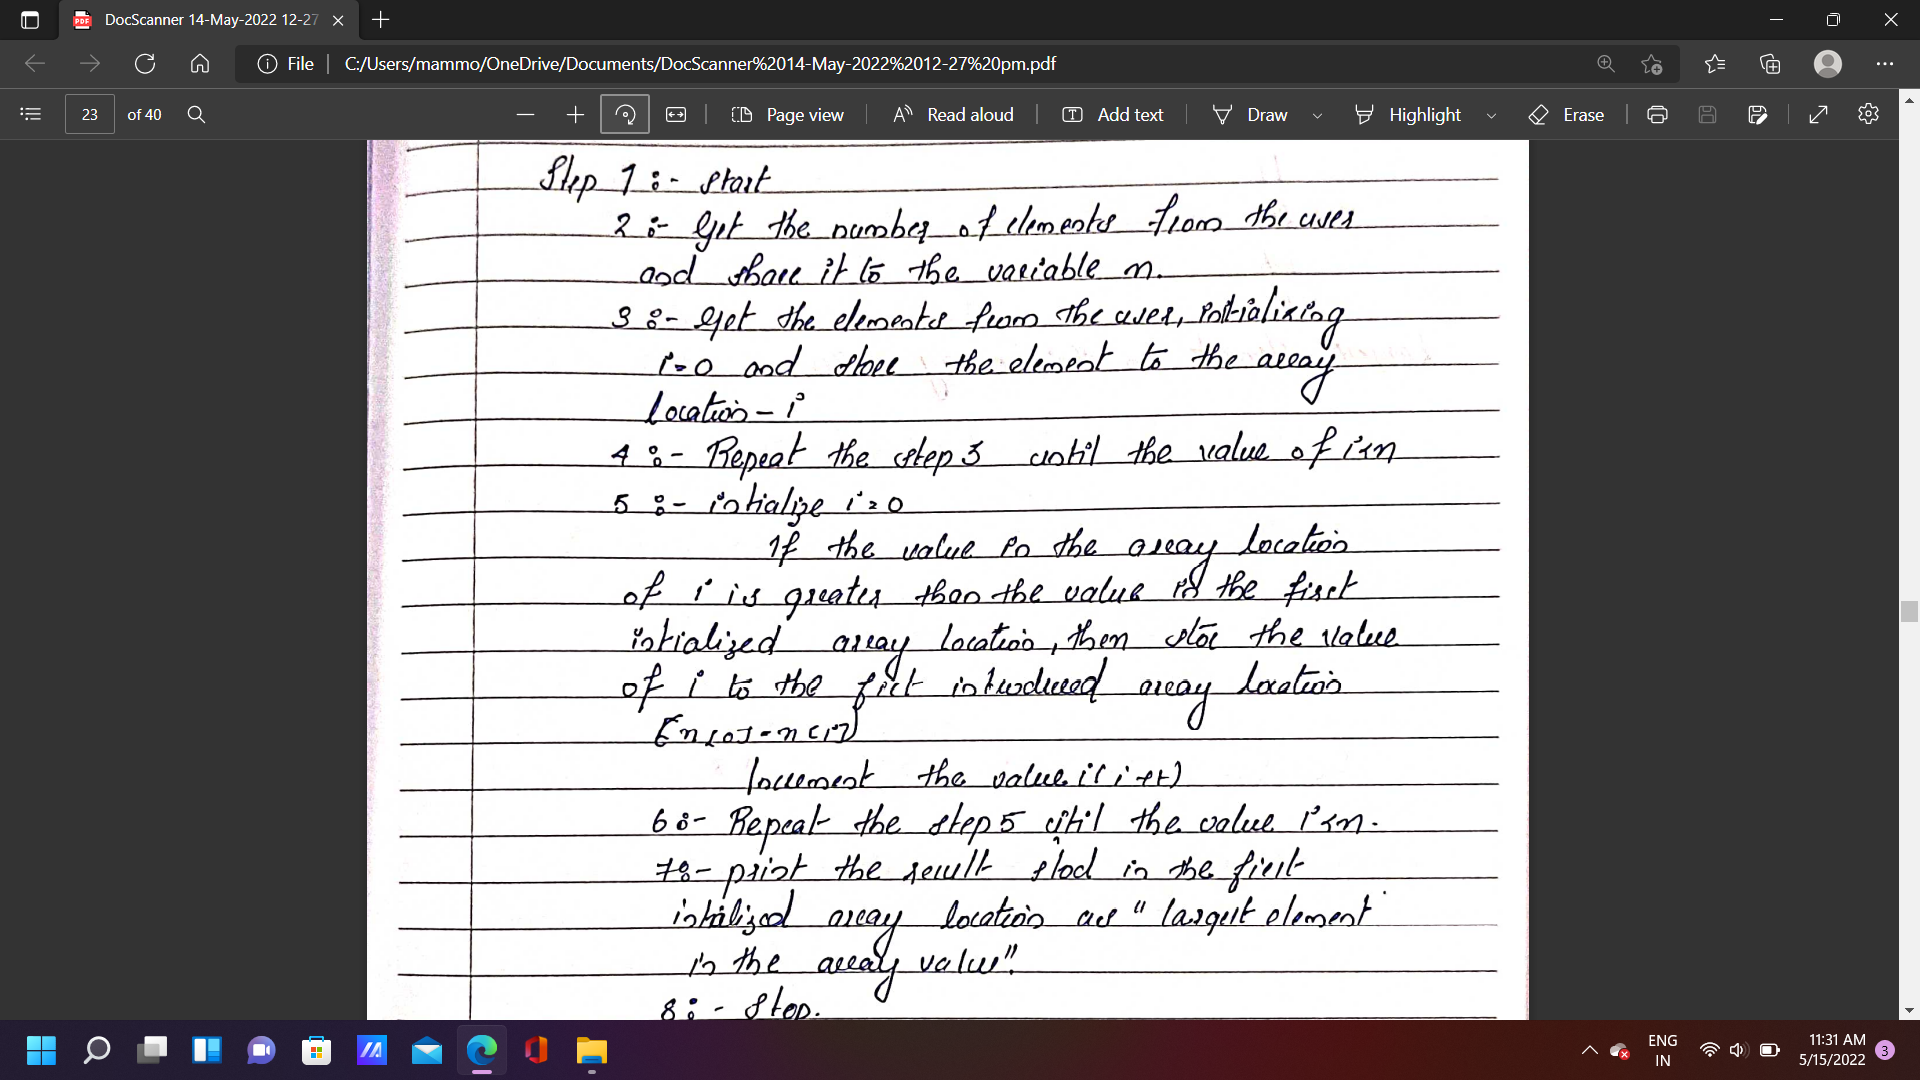 DocScanner 14-May-2022 12-27
File
C:/Users/mammo/OneDrive/Documents/DocScanner%2014-May-2022%2012-27%20pm.pdf
23 of 40
Page view
Read aloud
Add text
Draw
Highlight
Erase
Step 1 :- Start
2 :- Get the number of elements from the user
and share it to the variable n.
3 :- Get the elements from the user, initializing
i=0 and store the element to the array
location - i
4 :- Repeat the step 3 until the value of i<n
5 :- intialize i=0
If the value in the array location
of i is greater than the value in the first
intialized array location, then stor the value
of i to the first introduced array location
[n[0]=n[i]]
Increment the value i(i++)
6 :- Repeat the step 5 until the value i<n.
7 :- print the result stod in the first
intialized array location as " largest element
in the array value".
8 :- Stop.
ENG
IN
11:31 AM
5/15/2022
3